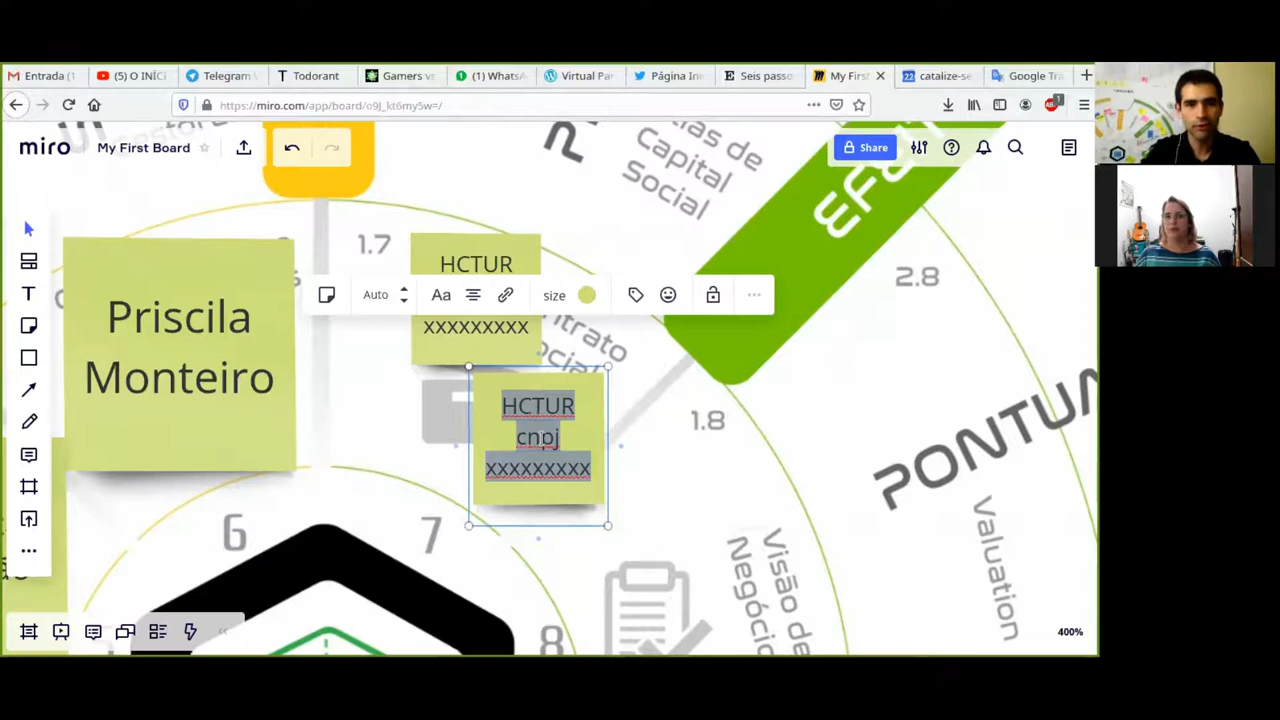 Entrada (1
(5) O INÍCI
Telegram
Todorant
Gamers va
(1) WhatsA
Virtual Par
Página Ini
Seis passo
My First
catalize-se
Google Tra
https://miro.com/app/board/o9J_kt6my5w=/
miro
My First Board
Share
Capital
Social
1.7
2.8
HCTUR
Auto
Aa
size
xxxxxxxxx
Priscila
Monteiro
HCTUR
cnpj
xxxxxxxxx
1.8
PONTUA
Valuation
Visão de
Negócio
6
7
8
400%